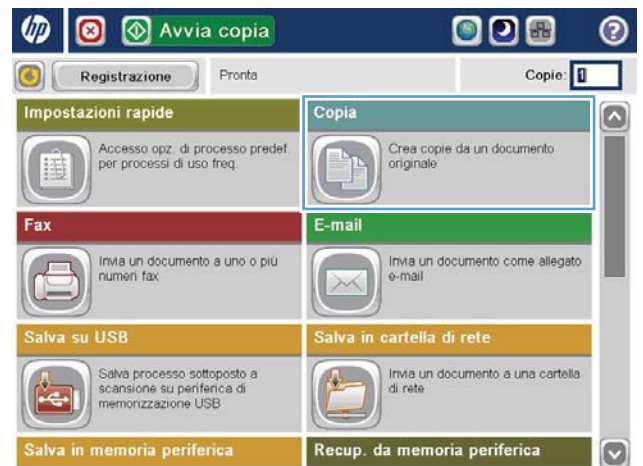 hp
Avvia copia
?
Registrazione
Pronta
Copie: 1
Impostazioni rapide
Accesso opz. di processo predef.
per processi di uso freq.
Copia
Crea copie da un documento
originale
Fax
Invia un documento a uno o più
numeri fax
E-mail
Invia un documento come allegato
e-mail
Salva su USB
Salva processo sottoposto a
scansione su periferica di
memorizzazione USB
Salva in cartella di rete
Invia un documento a una cartella
di rete
Salva in memoria periferica
Recup. da memoria periferica